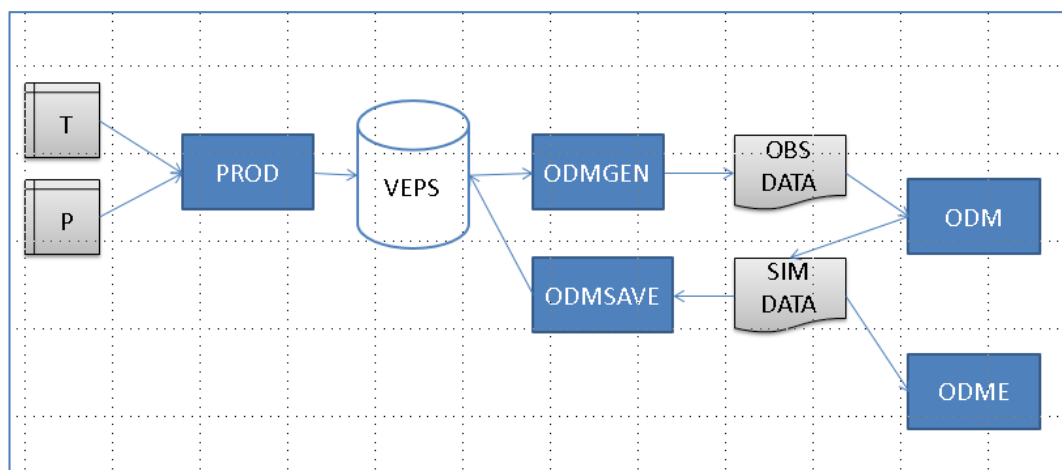 T
P
PROD
VEPS
ODMGEN
OBS
DATA
ODM
ODMSAVE
SIM
DATA
ODME